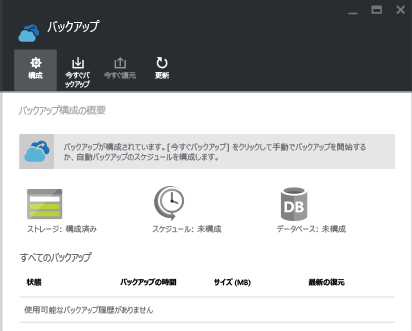 バックアップ
構成
今すぐバ
ックアップ
今すぐ復元
更新
バックアップ構成の概要
バックアップが構成されています。[今すぐバックアップ] をクリックして手動でバックアップを開始する
か、自動バックアップのスケジュールを構成します。
DB
ストレージ: 構成済み
スケジュール: 未構成
データベース: 未構成
すべてのバックアップ
状態 バックアップの時間 サイズ (MB) 最新の復元
使用可能なバックアップ履歴がありません